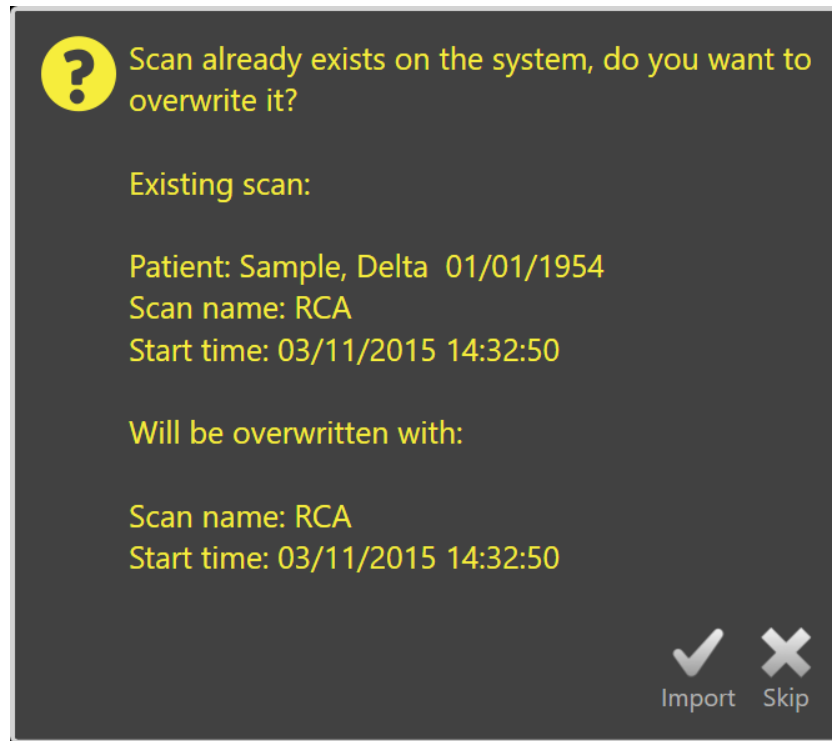 ?
Scan already exists on the system, do you want to
overwrite it?
Existing scan:
Patient: Sample, Delta 01/01/1954
Scan name: RCA
Start time: 03/11/2015 14:32:50
Will be overwritten with:
Scan name: RCA
Start time: 03/11/2015 14:32:50
Import Skip